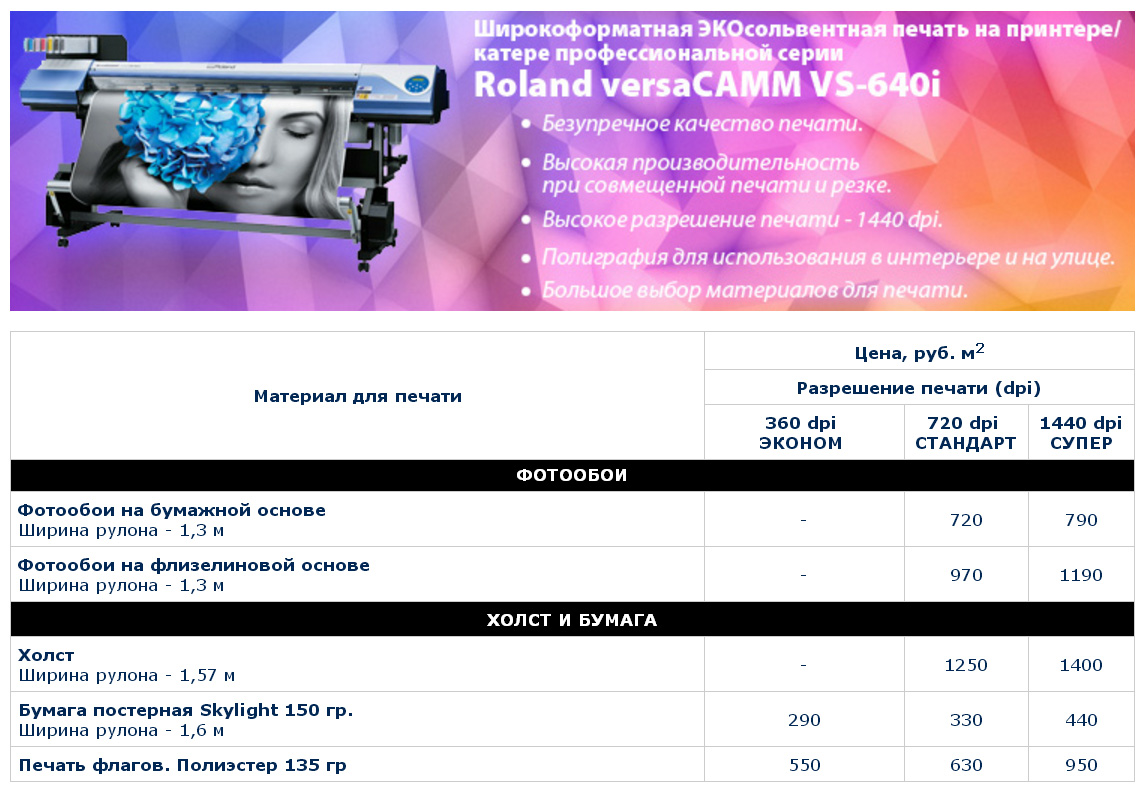 Широкоформатная ЭКОсольвентная печать на принтере/
катере профессиональной серии
Roland versaCAMM VS-640i
• Безупречное качество печати.
• Высокая производительность
при совмещенной печати и резке.
• Высокое разрешение печати - 1440 dpi.
• Полиграфия для использования в интерьере и на улице.
• Большое выбор материалов для печати.
Материал для печати
Цена, руб. м2
Разрешение печати (dpi)
360 dpi 720 dpi 1440 dpi
ЭКОНОМ СТАНДАРТ СУПЕР
ФОТООБОИ
Фотообои на бумажной основе
Ширина рулона - 1,3 м
- 720 790
Фотообои на флизелиновой основе
Ширина рулона - 1,3 м
- 970 1190
ХОЛСТ И БУМАГА
Холст
Ширина рулона - 1,57 м
- 1250 1400
Бумага постерная Skylight 150 гр.
Ширина рулона - 1,6 м
290 330 440
Печать флагов. Полиэстер 135 гр 550 630 950